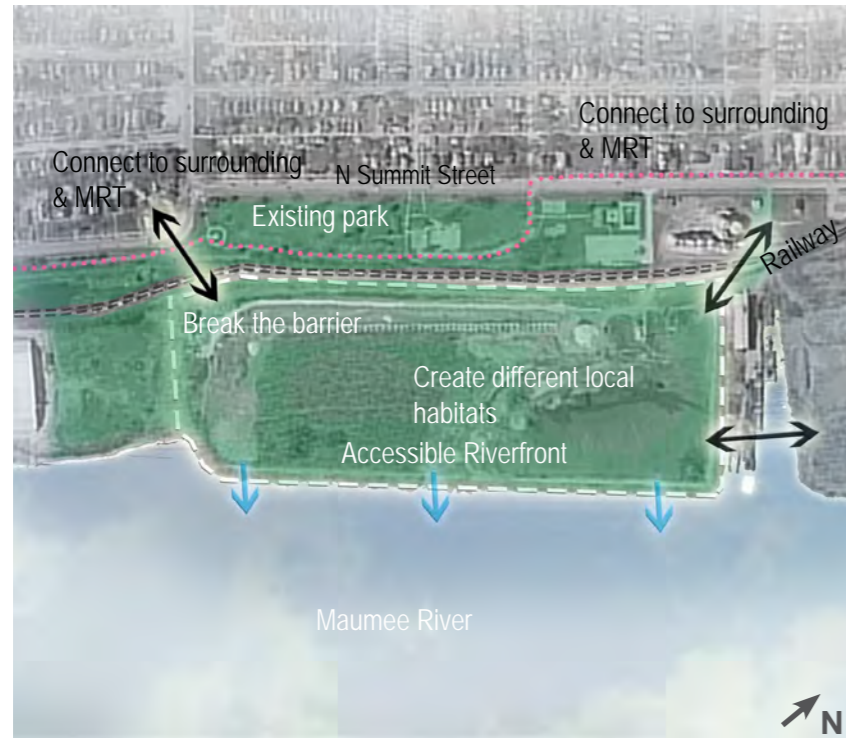 Connect to surrounding
& MRT
Connect to surrounding
& MRT
N Summit Street
Existing park
Railway
Break the barrier
Create different local
habitats
Accessible Riverfront
Maumee River
N